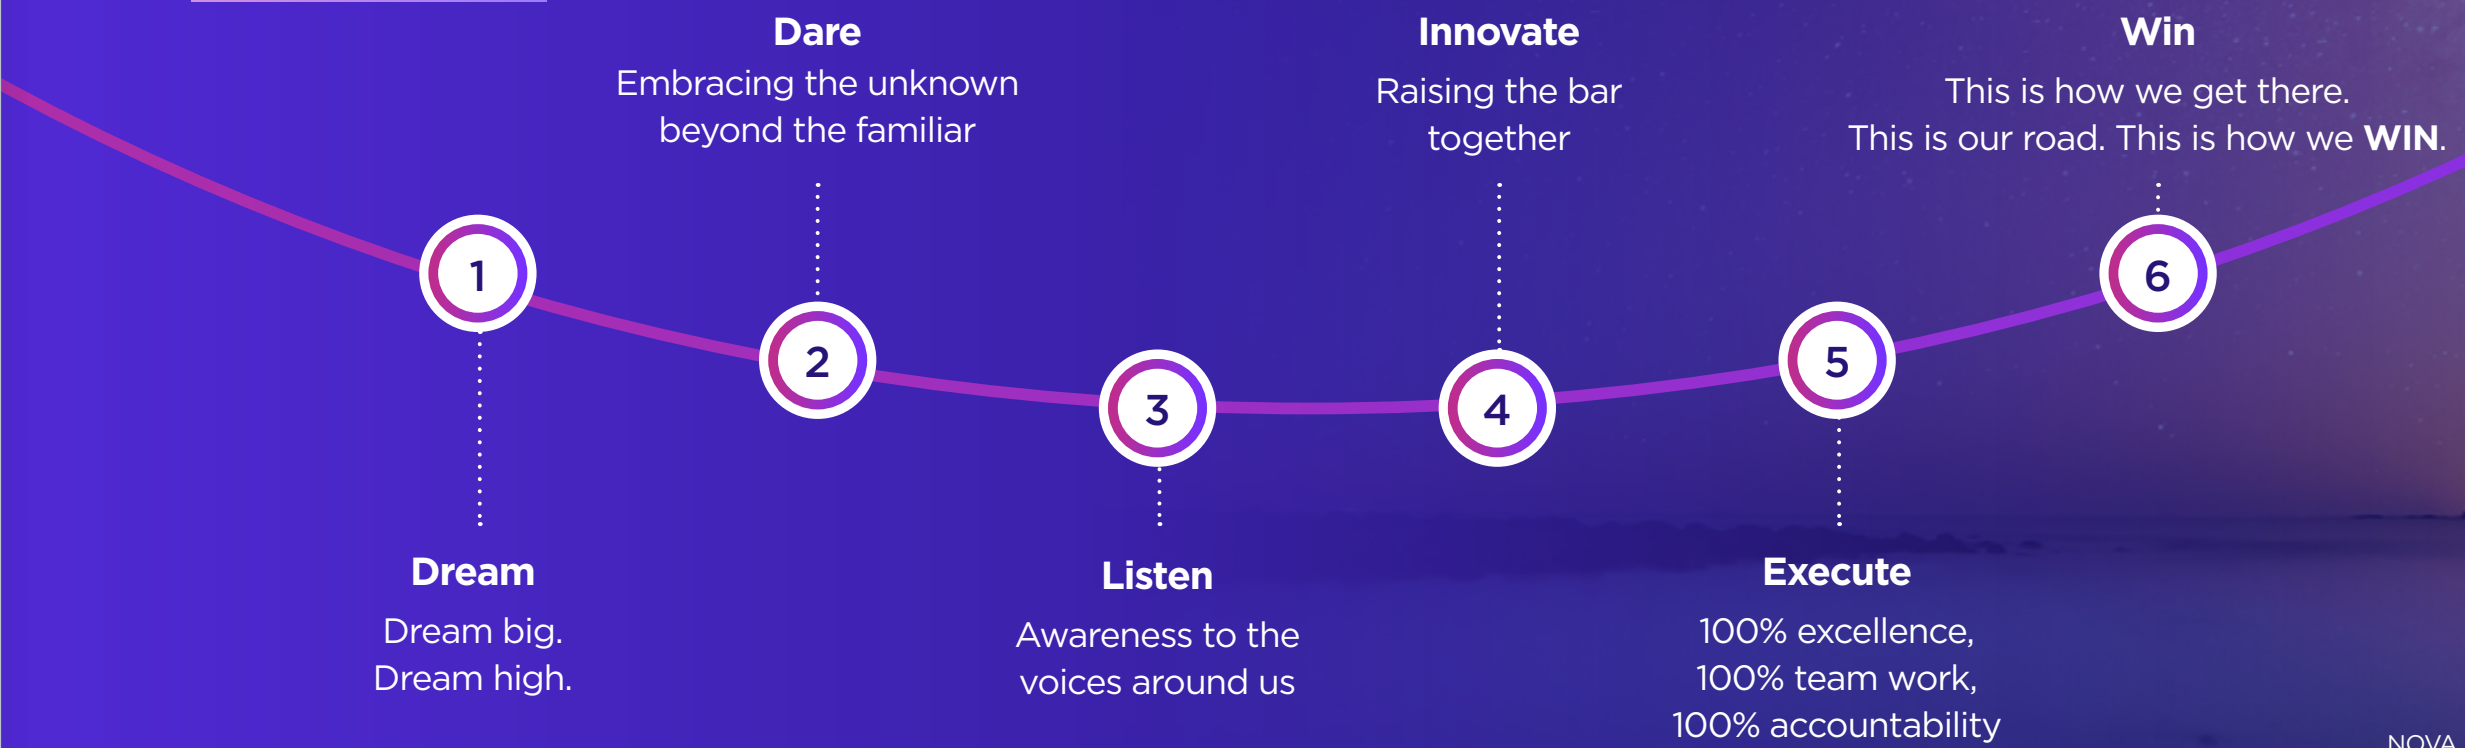 1
Dream
Dream big.
Dream high.
2
Dare
Embracing the unknown
beyond the familiar
3
Listen
Awareness to the
voices around us
4
Innovate
Raising the bar
together
5
Execute
100% excellence,
100% team work,
100% accountability
6
Win
This is how we get there.
This is our road. This is how we WIN.
NOVA